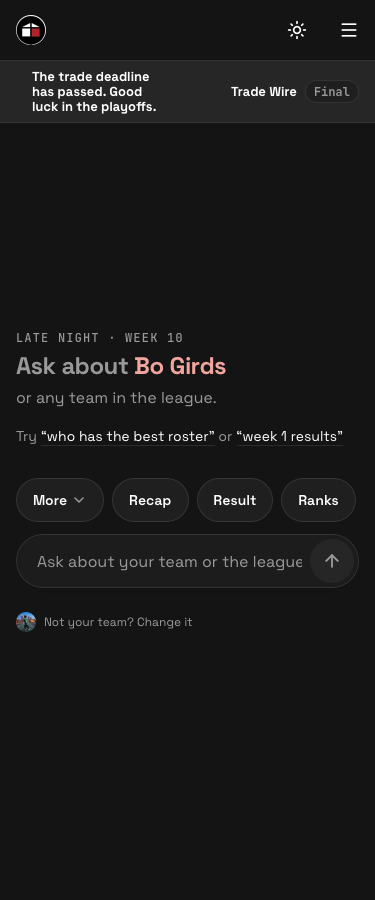 The trade deadline
has passed. Good
luck in the playoffs.
Trade Wire Final
LATE NIGHT · WEEK 10
Ask about Bo Girds
or any team in the league.
Try “who has the best roster” or “week 1 results”
More Recap Result Ranks
Ask about your team or the league
Not your team? Change it